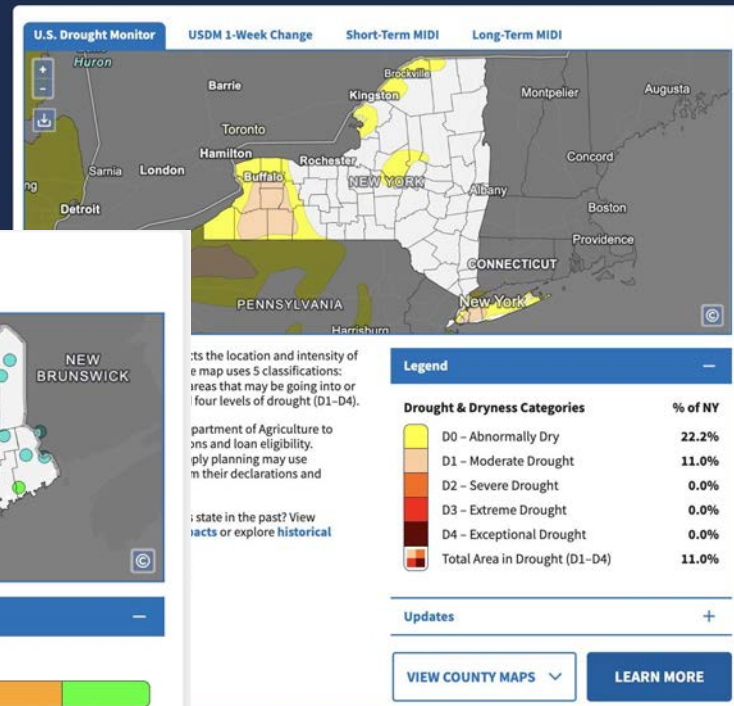 U.S. Drought Monitor
USDM 1-Week Change
Short-Term MIDI
Long-Term MIDI
Huron
+
-
Barrie
Brockville
Kingston
Montpelier
Augusta
Toronto
Hamilton
Rochester
Concord
Sarnia
London
Buffalo
NEW YORK
Albany
Detroit
Boston
Providence
CONNECTICUT
New York
PENNSYLVANIA
Harrisburg
©
NEW
BRUNSWICK
©
−
cts the location and intensity of
e map uses 5 classifications:
areas that may be going into or
four levels of drought (D1–D4).
partment of Agriculture to
ons and loan eligibility.
ply planning may use
m their declarations and
s state in the past? View
acts or explore historical
Legend
−
Drought & Dryness Categories
% of NY
D0 – Abnormally Dry
22.2%
D1 – Moderate Drought
11.0%
D2 – Severe Drought
0.0%
D3 – Extreme Drought
0.0%
D4 – Exceptional Drought
0.0%
Total Area in Drought (D1–D4)
11.0%
Updates
+
VIEW COUNTY MAPS
LEARN MORE